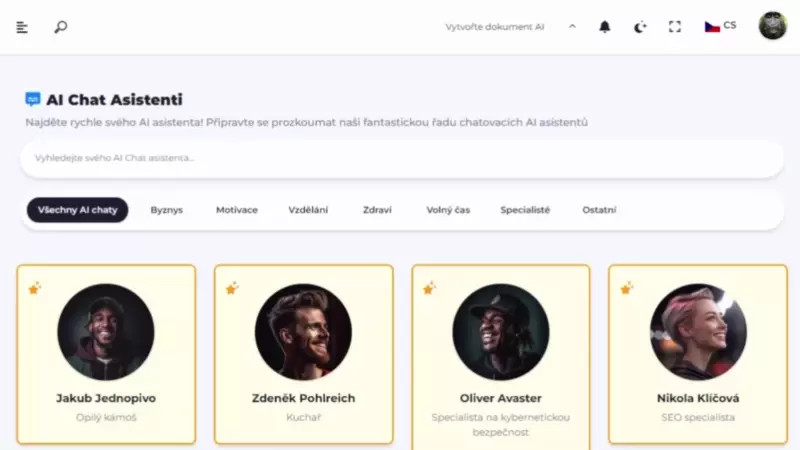 Vytvořte dokument AI
CS
AI Chat Asistenti
Najděte rychle svého AI asistenta! Připravte se prozkoumat naši fantastickou řadu chatovacích AI asistentů
Vyhledejte svého AI Chat asistenta...
Všechny AI chaty
Byznys
Motivace
Vzdělání
Zdraví
Volný čas
Specialisté
Ostatní
Jakub Jednopivo
Opilý kámoš
Zdeněk Pohlreich
Kuchař
Oliver Avaster
Specialista na kybernetickou
bezpečnost
Nikola Klíčová
SEO specialista